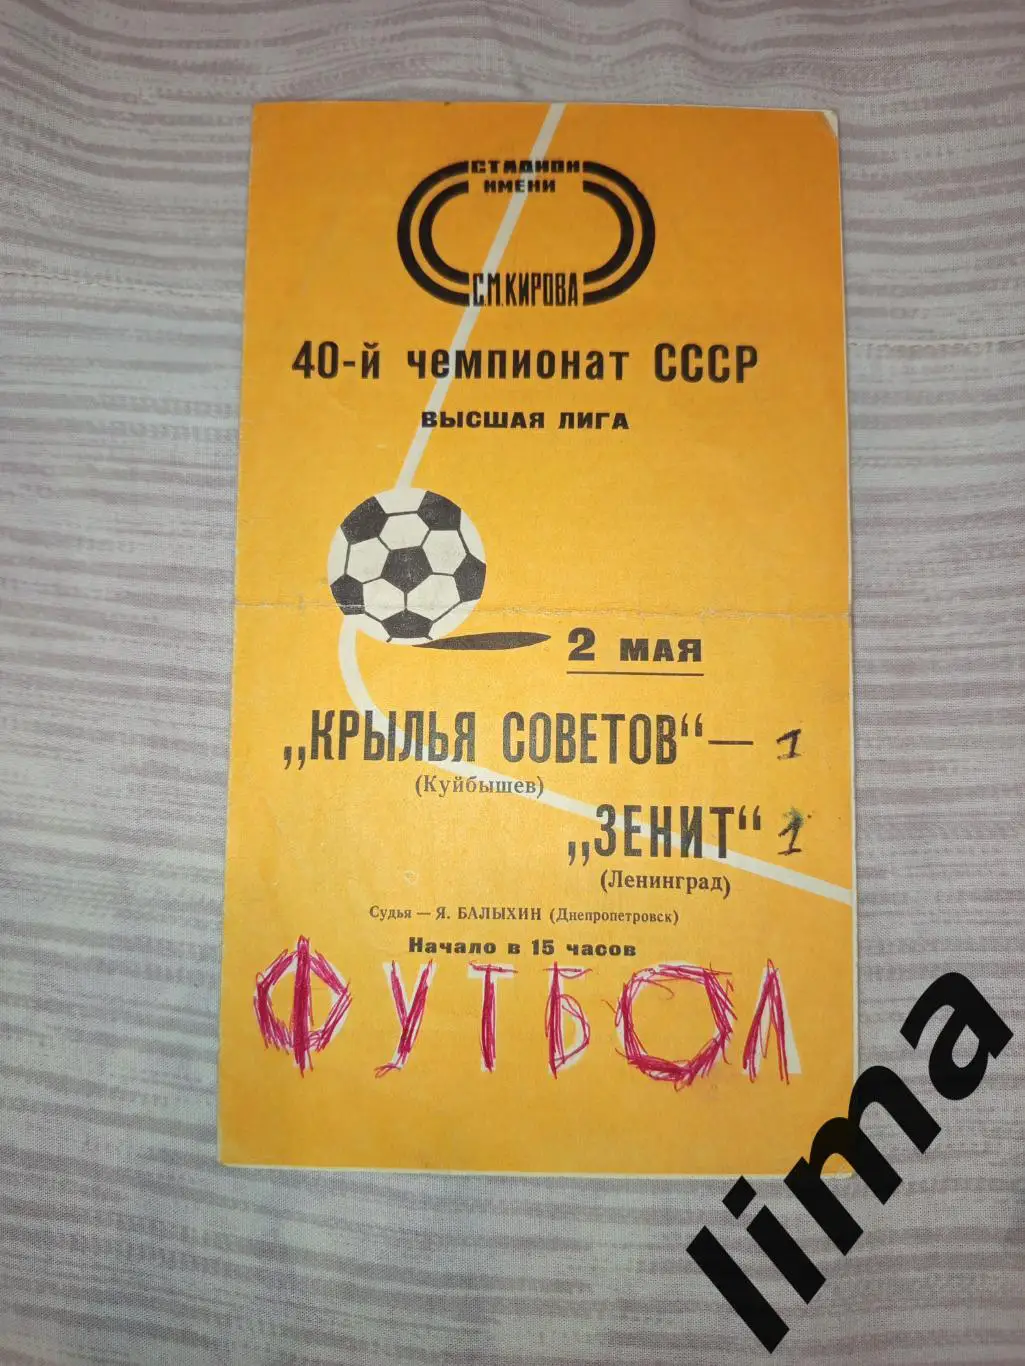 СТАДИОН
ИМЕНИ
С.М.КИРОВА
40-й чемпионат СССР
ВЫСШАЯ ЛИГА
2 МАЯ
„КРЫЛЬЯ СОВЕТОВ“ — 1
(Куйбышев)
„ЗЕНИТ“ 1
(Ленинград)
Судья — Я. БАЛЫХИН (Днепропетровск)
Начало в 15 часов
ФУТБОЛ
lima